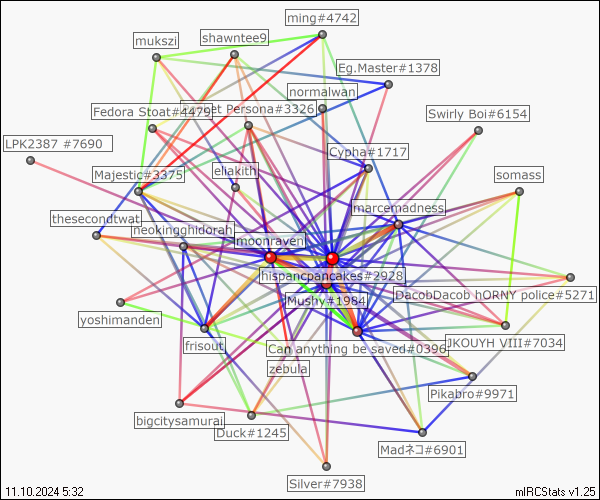 ming#4742
mukszi
shawntee9
Eg.Master#1378
normalwan
Fedora Stoat#4479
et Persona#3326
Swirly Boi#6154
LPK2387 #7690
Cypha#1717
Majestic#3375
eliakith
somass
marcemadness
thesecondtwat
neokingghidorah
moonraven
hispanicpancakes#2928
Mushy#1984
DacobDacob hORNY police#5271
yoshimanden
frisout
Can anything be saved#0396
JKOUYH VIII#7034
zebula
Pikabro#9971
bigcitysamurai
Duck#1245
Madネコ#6901
Silver#7938
11.10.2024 5:32
mIRCStats v1.25